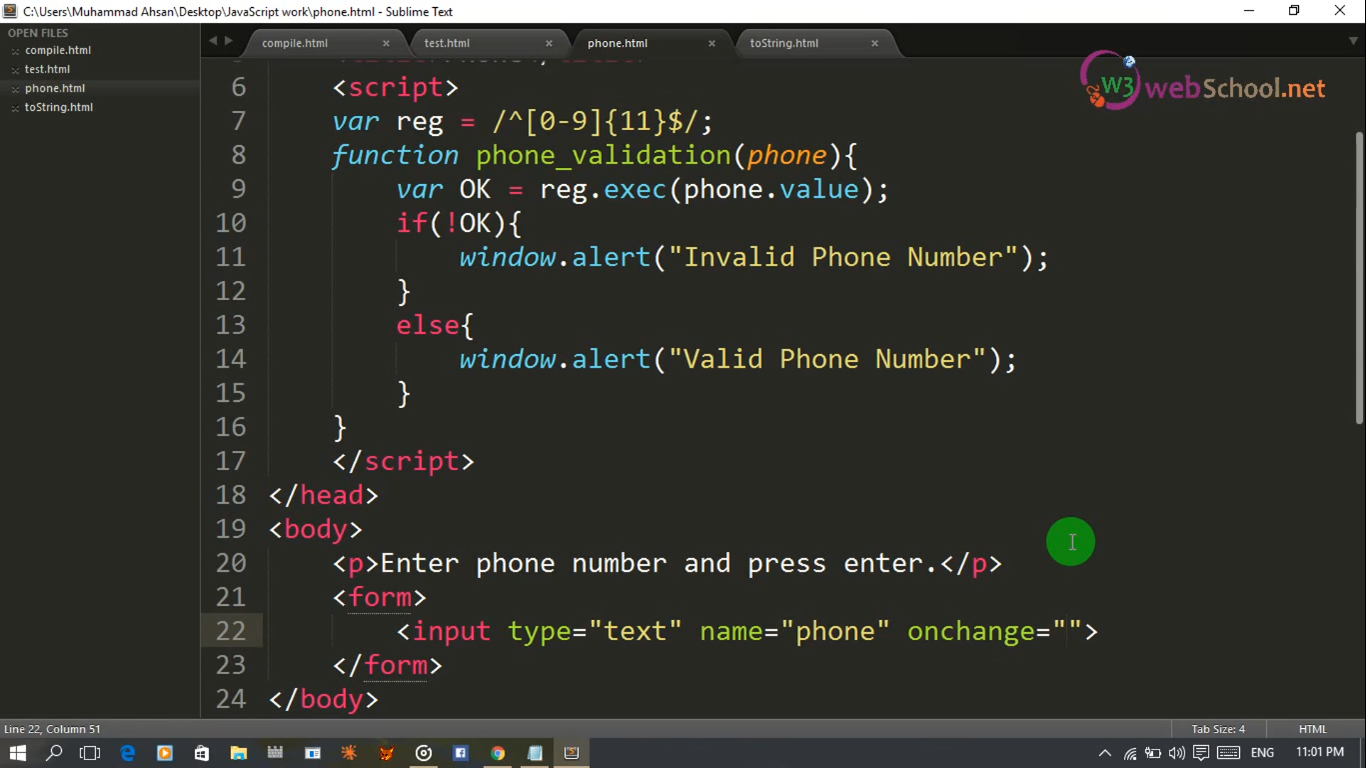 C:\Users\Muhammad Ahsan\Desktop\JavaScript work\phone.html - Sublime Text
OPEN FILES
compile.html
test.html
phone.html
toString.html
compile.html test.html phone.html toString.html
W3 webSchool.net
6 <script>
7 var reg = /^[0-9]{11}$/;
8 function phone_validation(phone){
9 var OK = reg.exec(phone.value);
10 if(!OK){
11 window.alert("Invalid Phone Number");
12 }
13 else{
14 window.alert("Valid Phone Number");
15 }
16 }
17 </script>
18 </head>
19 <body>
20 <p>Enter phone number and press enter.</p>
21 <form>
22 <input type="text" name="phone" onchange="">
23 </form>
24 </body>
Line 22, Column 51 Tab Size: 4 HTML
ENG 11:01 PM